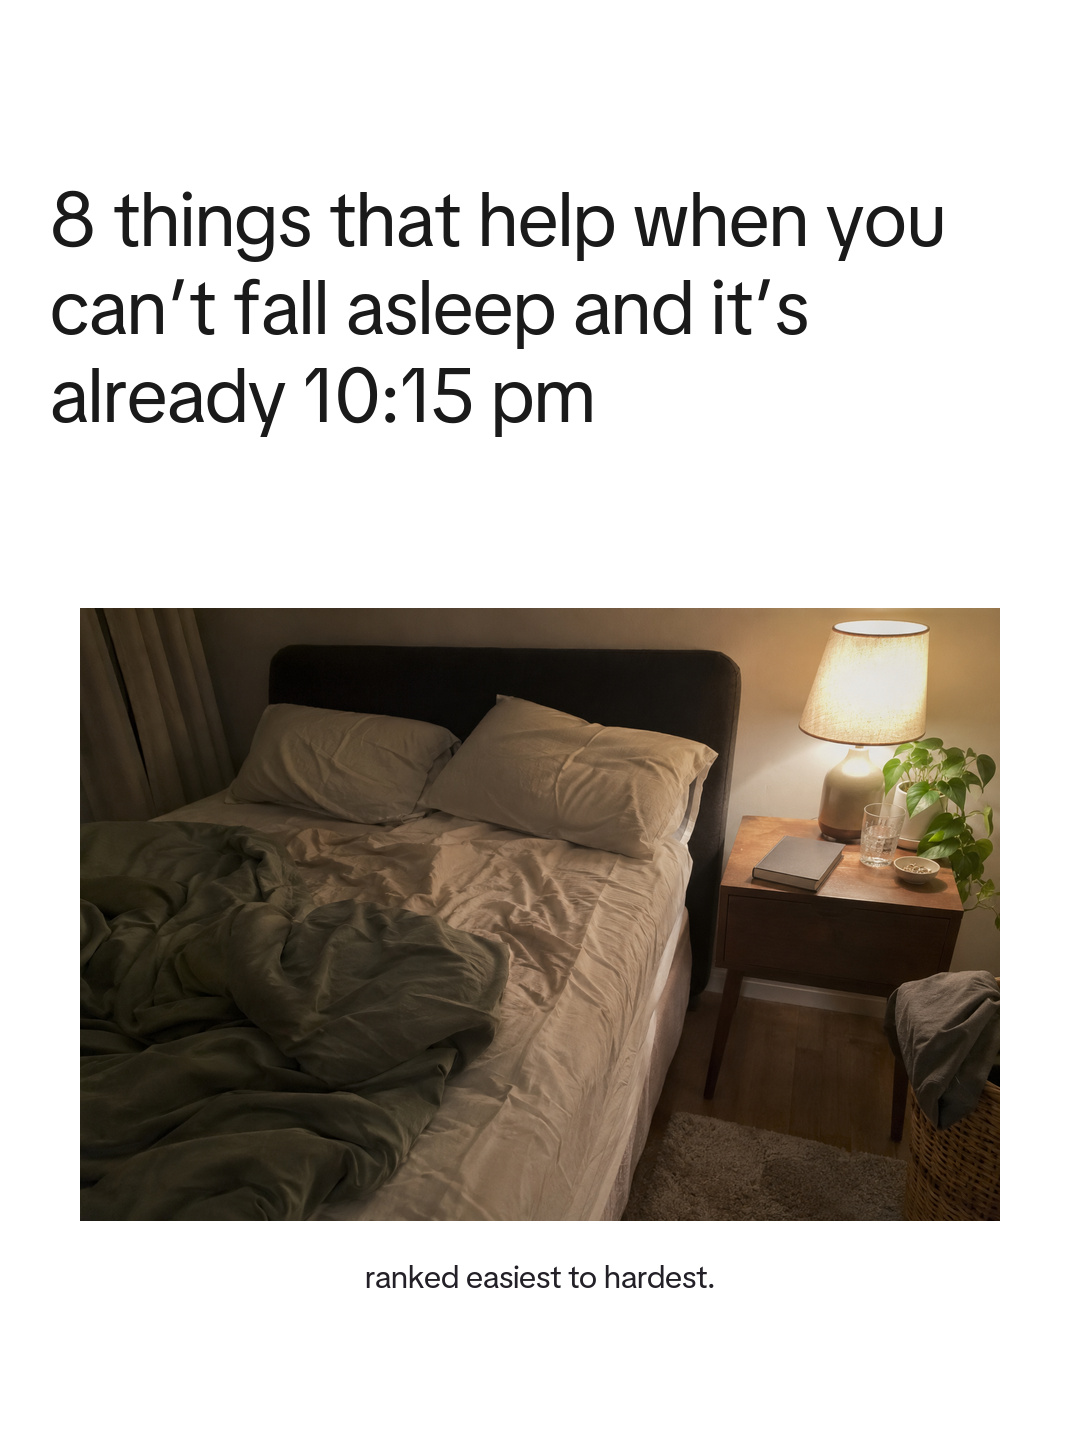 8 things that help when you
can’t fall asleep and it’s
already 10:15 pm
ranked easiest to hardest.